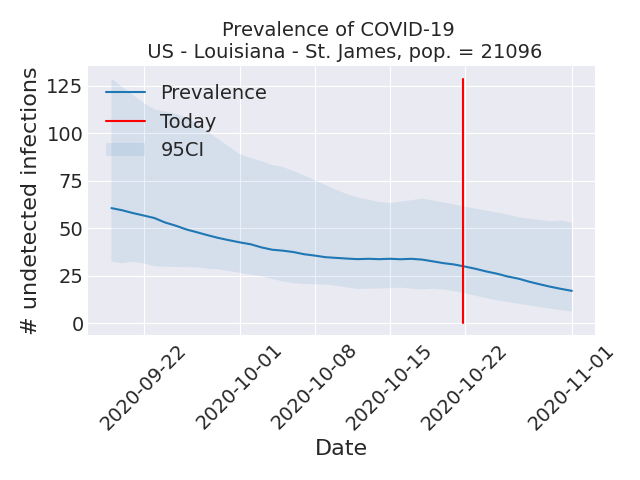 Prevalence of COVID-19
US - Louisiana - St. James, pop. = 21096
# undetected infections
125
100
75
50
25
0
Prevalence
Today
95CI
2020-09-22
2020-10-01
2020-10-08
2020-10-15
2020-10-22
2020-11-01
Date